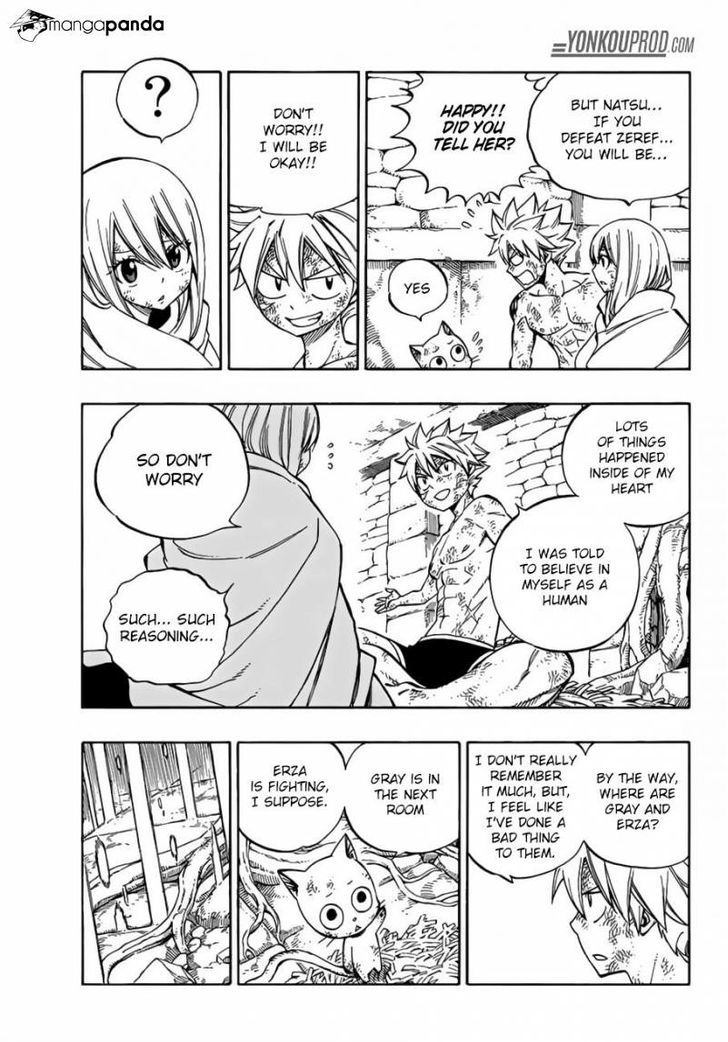 mangapanda
=YONKOUPROD.COM
BUT NATSU...
IF YOU
DEFEAT ZEREF...
YOU WILL BE...
HAPPY!!
DID YOU
TELL HER?
YES
DON'T
WORRY!!
I WILL BE
OKAY!!
?
LOTS
OF THINGS
HAPPENED
INSIDE OF MY
HEART
I WAS TOLD
TO BELIEVE IN
MYSELF AS A
HUMAN
SO DON'T
WORRY
SUCH... SUCH
REASONING...
BY THE WAY,
WHERE ARE
GRAY AND
ERZA?
I DON'T REALLY
REMEMBER
IT MUCH, BUT,
I FEEL LIKE
I'VE DONE A
BAD THING
TO THEM.
GRAY IS IN
THE NEXT
ROOM
ERZA
IS FIGHTING,
I SUPPOSE.